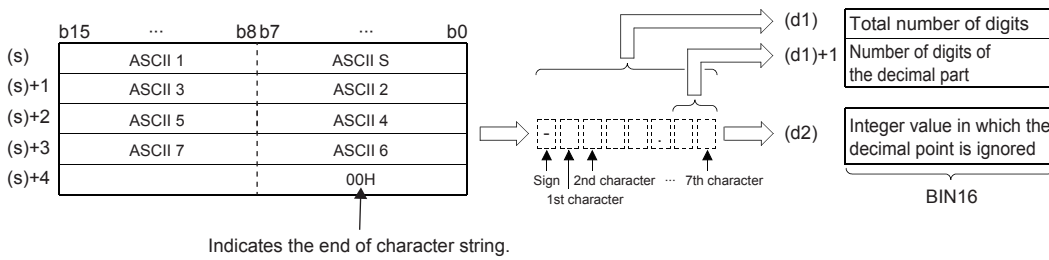 b15 ... b8 b7 ... b0
(s) ASCII 1 ASCII S
(s)+1 ASCII 3 ASCII 2
(s)+2 ASCII 5 ASCII 4
(s)+3 ASCII 7 ASCII 6
(s)+4 00H
Indicates the end of character string.
- .
Sign 2nd character ... 7th character
1st character
(d1) Total number of digits
(d1)+1 Number of digits of
the decimal part
(d2) Integer value in which the
decimal point is ignored
BIN16